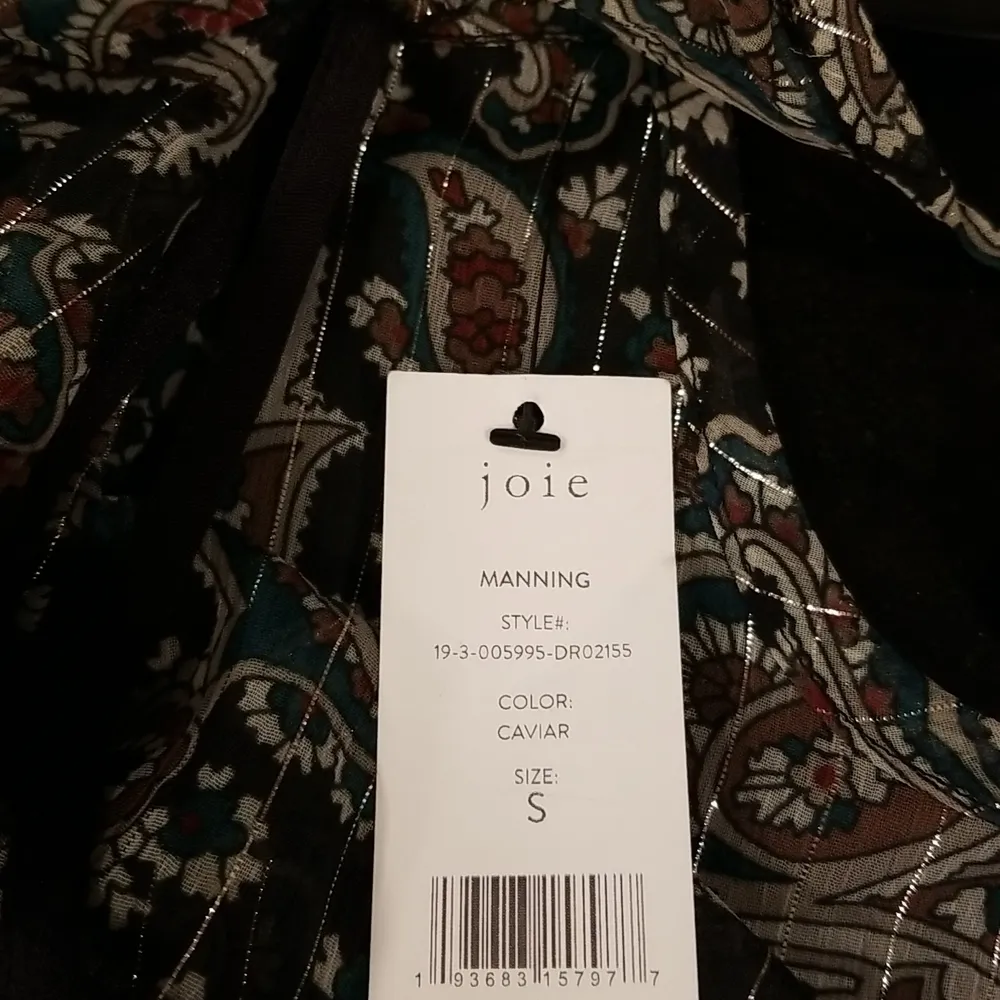 joie
MANNING
STYLE#:
19-3-005995-DR02155
COLOR:
CAVIAR
SIZE:
S
1 93683 15797 7